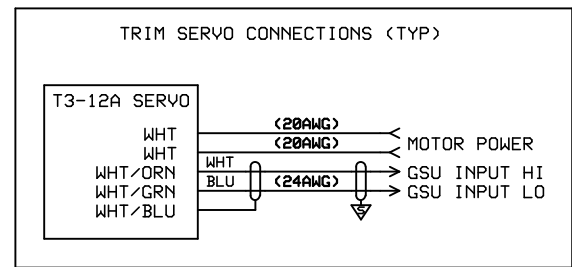 TRIM SERVO CONNECTIONS (TYP)
T3-12A SERVO
WHT (20AWG)
WHT (20AWG) MOTOR POWER
WHT/ORN WHT GSU INPUT HI
WHT/GRN BLU (24AWG) GSU INPUT LO
WHT/BLU S